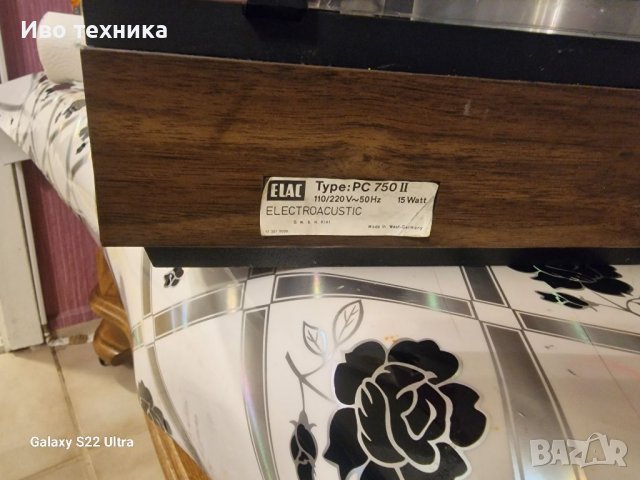 Иво техника
ELAC Type: PC 750 II
110/220 V~50Hz 15 Watt
ELECTROACUSTIC
G.m.b.H. Kiel
Made in West-Germany
Galaxy S22 Ultra
BAZAR